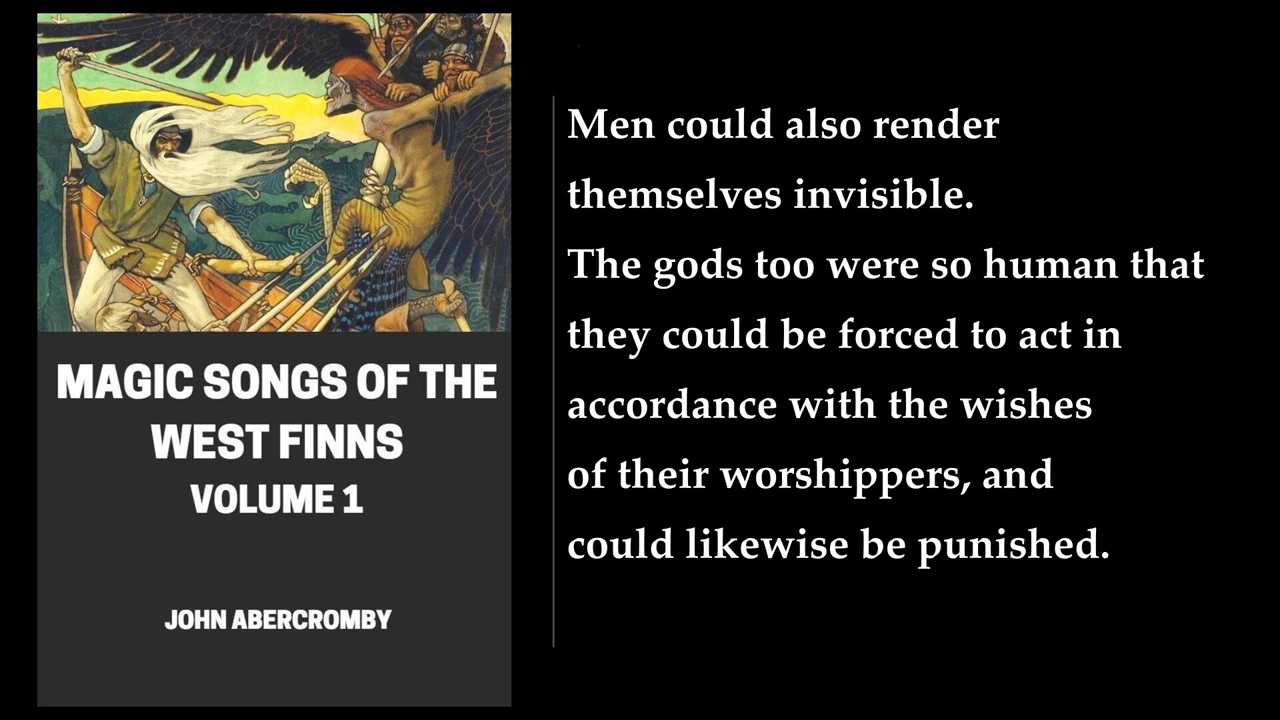 MAGIC SONGS OF THE
WEST FINNS
VOLUME 1
JOHN ABERCROMBY
Men could also render
themselves invisible.
The gods too were so human that
they could be forced to act in
accordance with the wishes
of their worshippers, and
could likewise be punished.